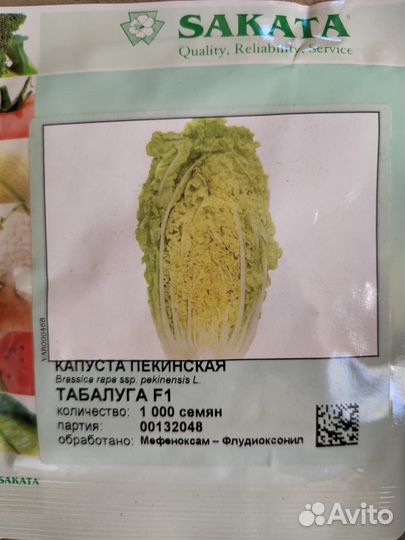 SAKATA
Quality, Reliability, Service
VAR000468
КАПУСТА ПЕКИНСКАЯ
Brassica rapa ssp. pekinensis L.
ТАБАЛУГА F1
количество: 1 000 семян
партия: 00132048
обработано: Мефеноксам – Флудиоксонил
SAKATA
Avito